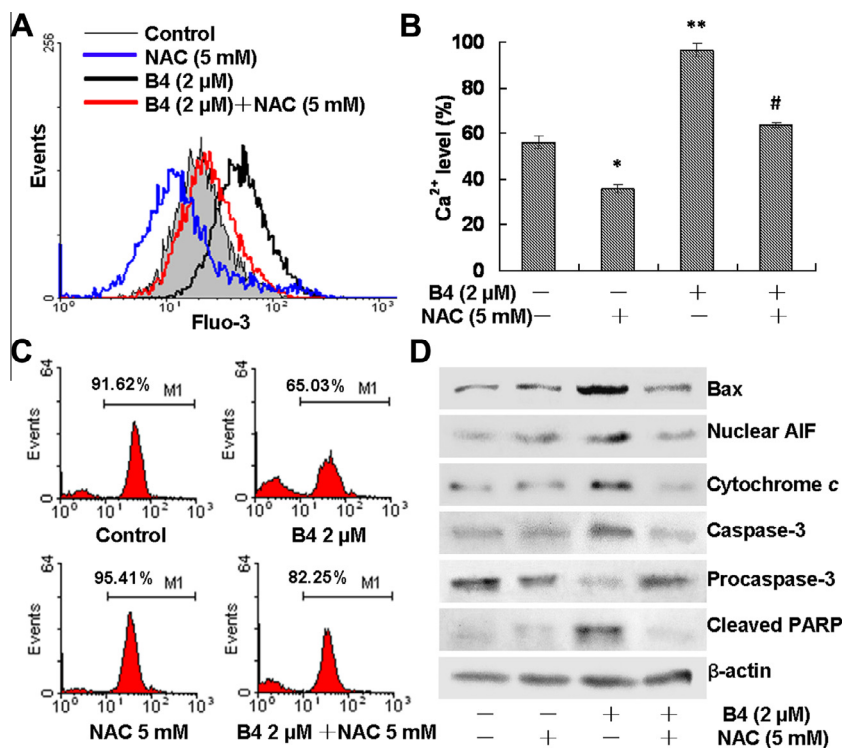 A
256
Events
0
Control
NAC (5 mM)
B4 (2 μM)
B4 (2 μM)+NAC (5 mM)
10⁰ 10¹ 10² 10³
Fluo-3
B
Ca²⁺ level (%)
100
80
60
40
20
0
*
**
#
B4 (2 μM) — — + +
NAC (5 mM) — + — +
C
64
Events
0
91.62% M1
10⁰ 10¹ 10² 10³
Control
64
Events
0
65.03% M1
10⁰ 10¹ 10² 10³
B4 2 μM
64
Events
0
95.41% M1
10⁰ 10¹ 10² 10³
NAC 5 mM
64
Events
0
82.25% M1
10⁰ 10¹ 10² 10³
B4 2 μM +NAC 5 mM
D
Bax
Nuclear AIF
Cytochrome c
Caspase-3
Procaspase-3
Cleaved PARP
β-actin
— — + + B4 (2 μM)
— + — + NAC (5 mM)